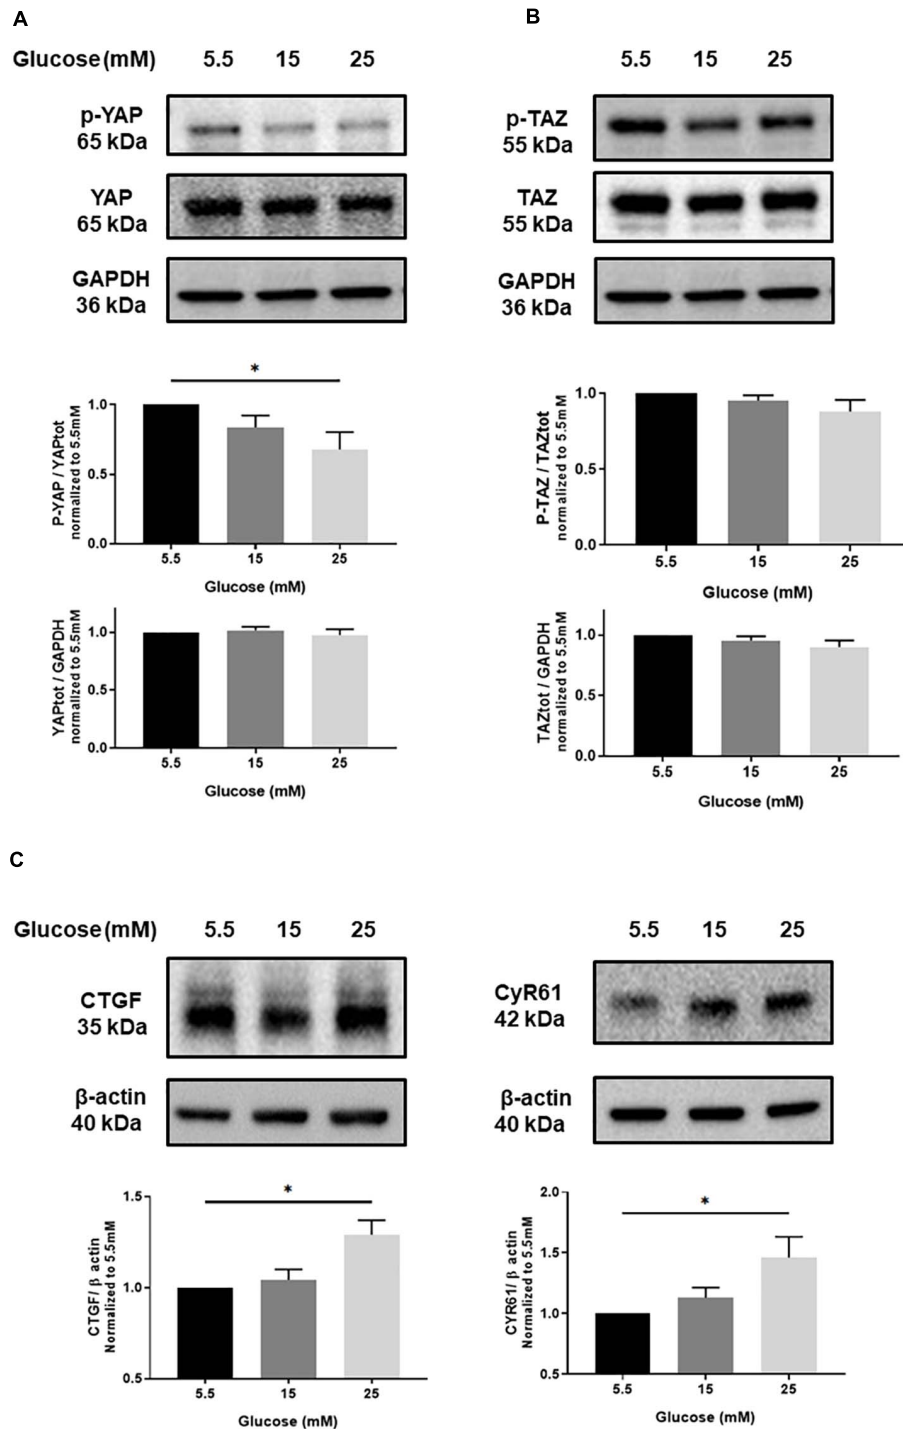 A
Glucose (mM) 5.5 15 25
p-YAP
65 kDa
YAP
65 kDa
GAPDH
36 kDa
*
P-YAP / YAPtot
normalized to 5.5mM
1.0
0.5
0.0
5.5 15 25
Glucose (mM)
YAPtot / GAPDH
normalized to 5.5mM
1.0
0.5
0.0
5.5 15 25
Glucose (mM)
B
5.5 15 25
p-TAZ
55 kDa
TAZ
55 kDa
GAPDH
36 kDa
P-TAZ / TAZtot
normalized to 5.5mM
1.0
0.5
0.0
5.5 15 25
Glucose (mM)
TAZtot / GAPDH
normalized to 5.5mM
1.0
0.5
0.0
5.5 15 25
Glucose (mM)
C
Glucose (mM) 5.5 15 25
CTGF
35 kDa
β-actin
40 kDa
*
CTGF/ β actin
Normalized to 5.5mM
1.5
1.0
0.5
5.5 15 25
Glucose (mM)
5.5 15 25
CyR61
42 kDa
β-actin
40 kDa
*
CYR61/ β actin
Normalized to 5.5mM
2.0
1.5
1.0
0.5
5.5 15 25
Glucose (mM)